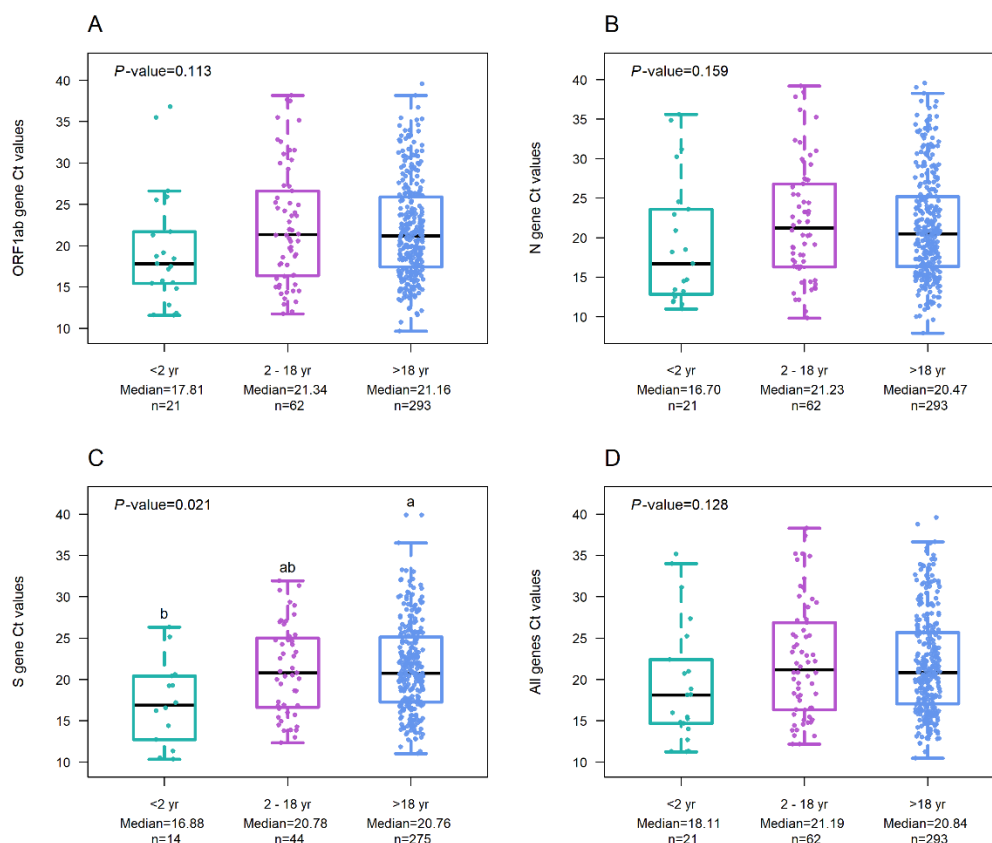 A
P-value=0.113
ORF1ab gene Ct values
40
35
30
25
20
15
10
<2 yr 2 - 18 yr >18 yr
Median=17.81 Median=21.34 Median=21.16
n=21 n=62 n=293
B
P-value=0.159
N gene Ct values
40
35
30
25
20
15
10
<2 yr 2 - 18 yr >18 yr
Median=16.70 Median=21.23 Median=20.47
n=21 n=62 n=293
C
P-value=0.021
a
ab
b
S gene Ct values
40
35
30
25
20
15
10
<2 yr 2 - 18 yr >18 yr
Median=16.88 Median=20.78 Median=20.76
n=14 n=44 n=275
D
P-value=0.128
All genes Ct values
40
35
30
25
20
15
10
<2 yr 2 - 18 yr >18 yr
Median=18.11 Median=21.19 Median=20.84
n=21 n=62 n=293